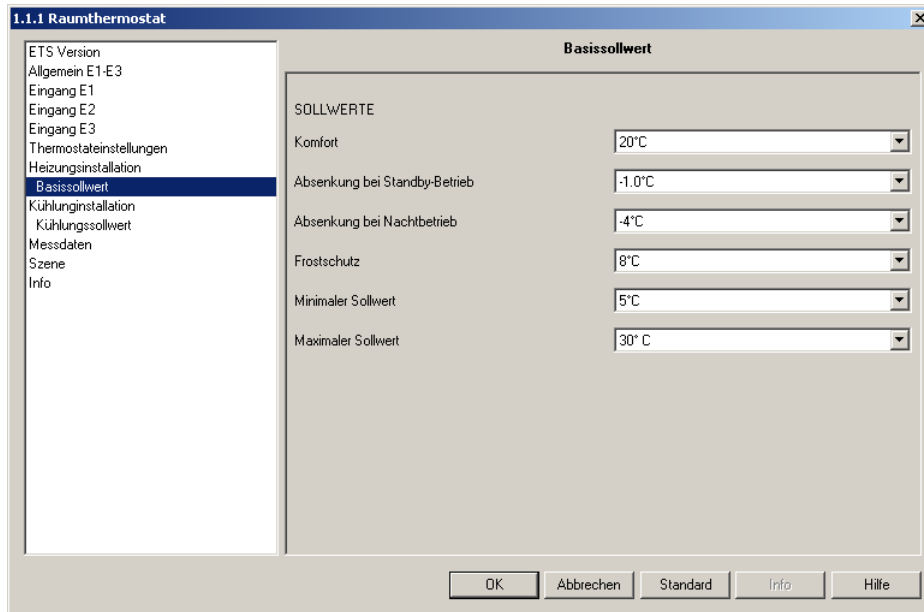 1.1.1 Raumthermostat
ETS Version
Allgemein E1-E3
Eingang E1
Eingang E2
Eingang E3
Thermostateinstellungen
Heizungsinstallation
Basissollwert
Kühlunginstallation
Kühlungssollwert
Messdaten
Szene
Info
Basissollwert
SOLLWERTE
Komfort 20°C
Absenkung bei Standby-Betrieb -1.0°C
Absenkung bei Nachtbetrieb -4°C
Frostschutz 8°C
Minimaler Sollwert 5°C
Maximaler Sollwert 30° C
OK Abbrechen Standard Info Hilfe